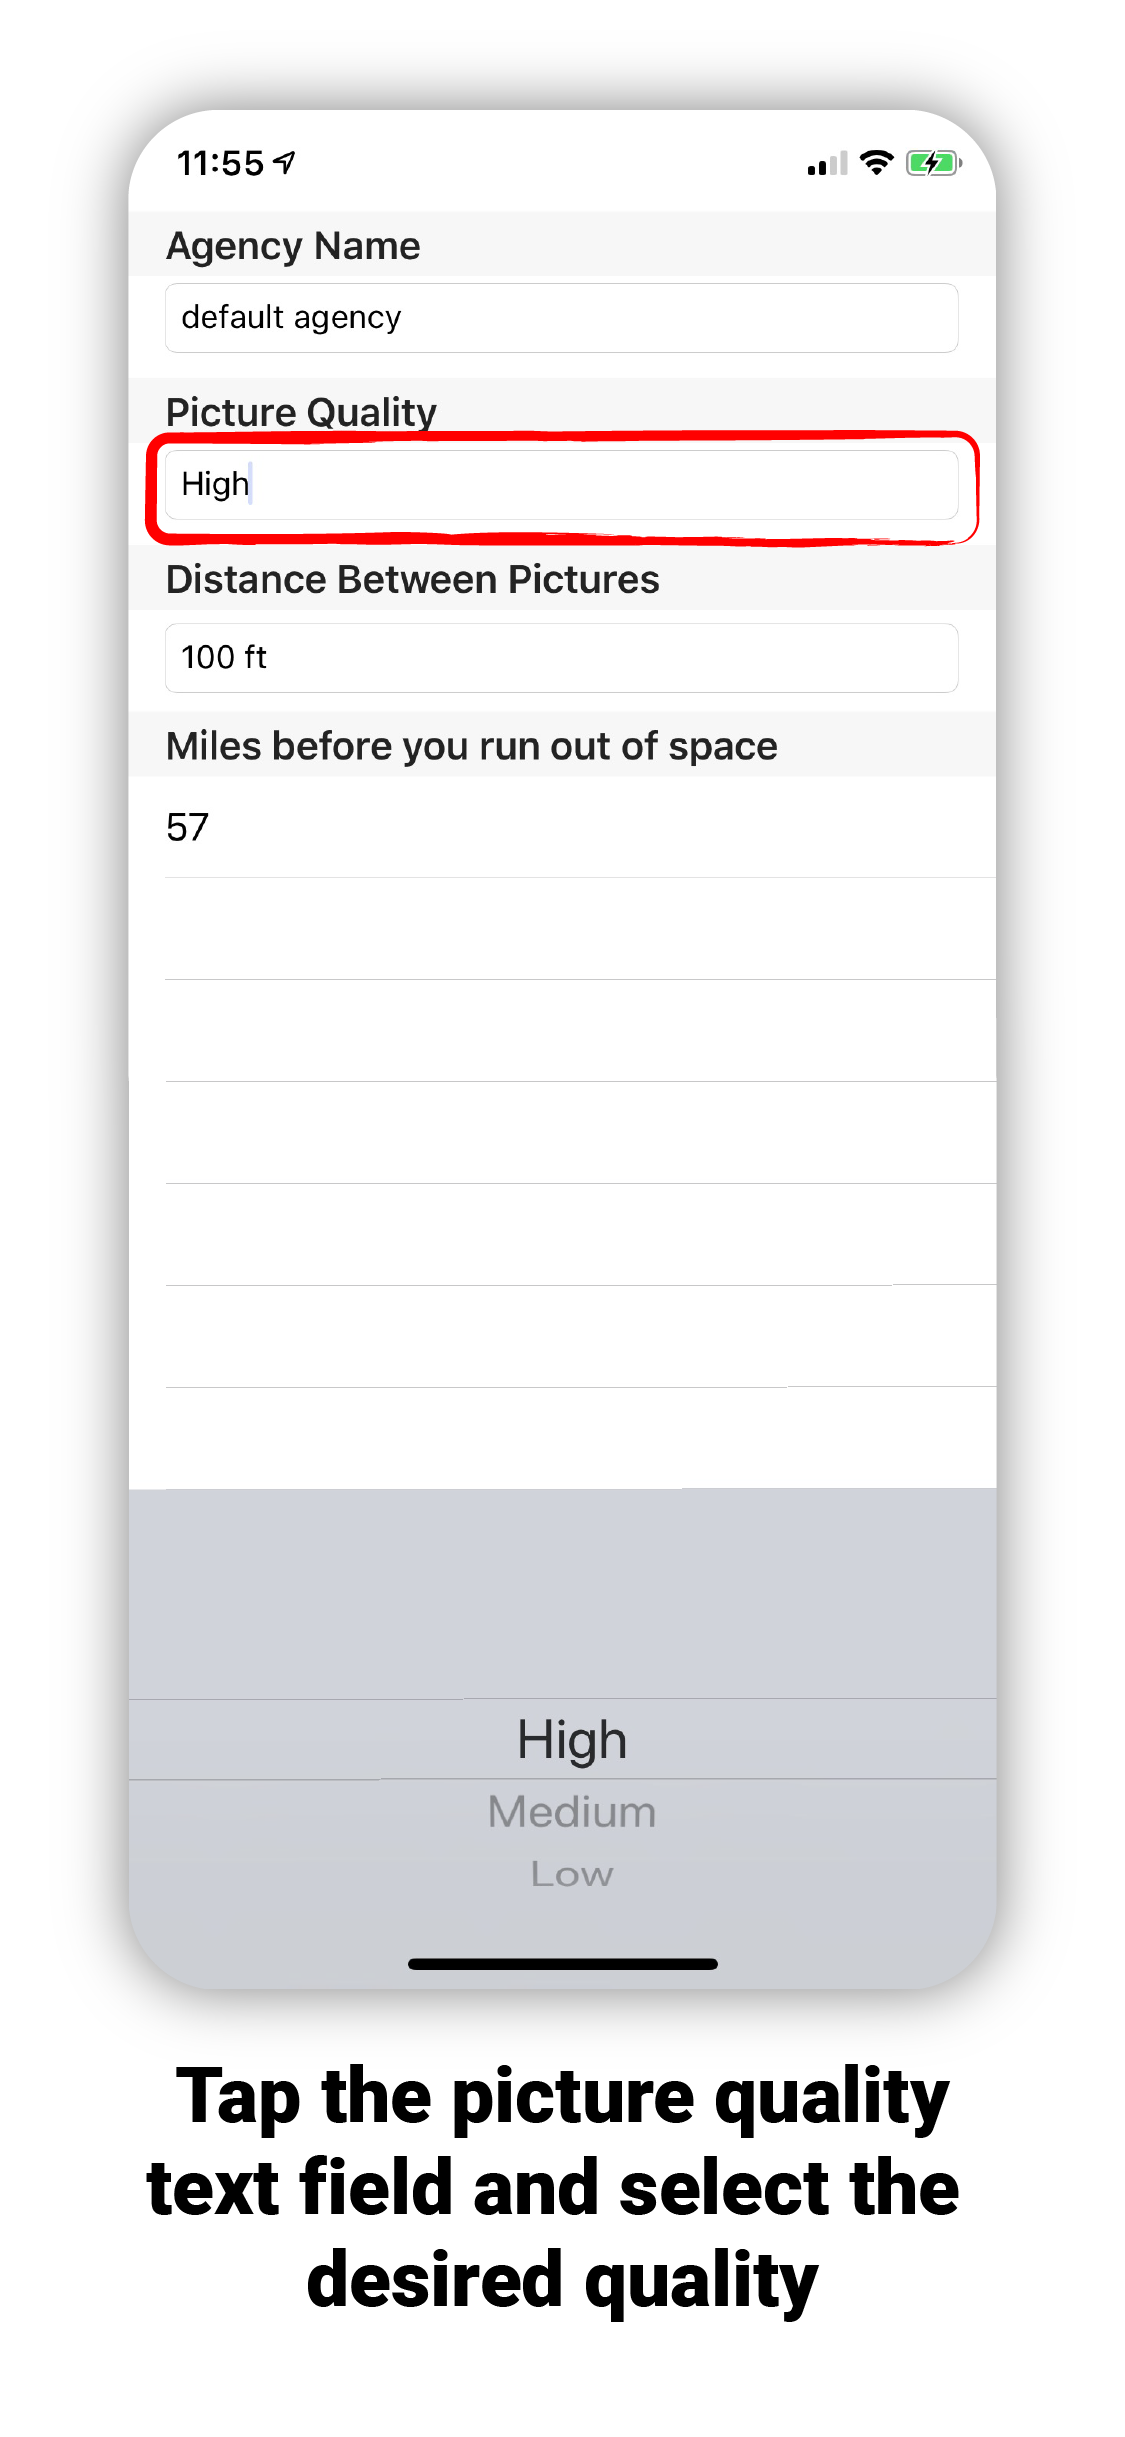 11:55
Agency Name
default agency
Picture Quality
High
Distance Between Pictures
100 ft
Miles before you run out of space
57
High
Medium
Low
Tap the picture quality
text field and select the
desired quality